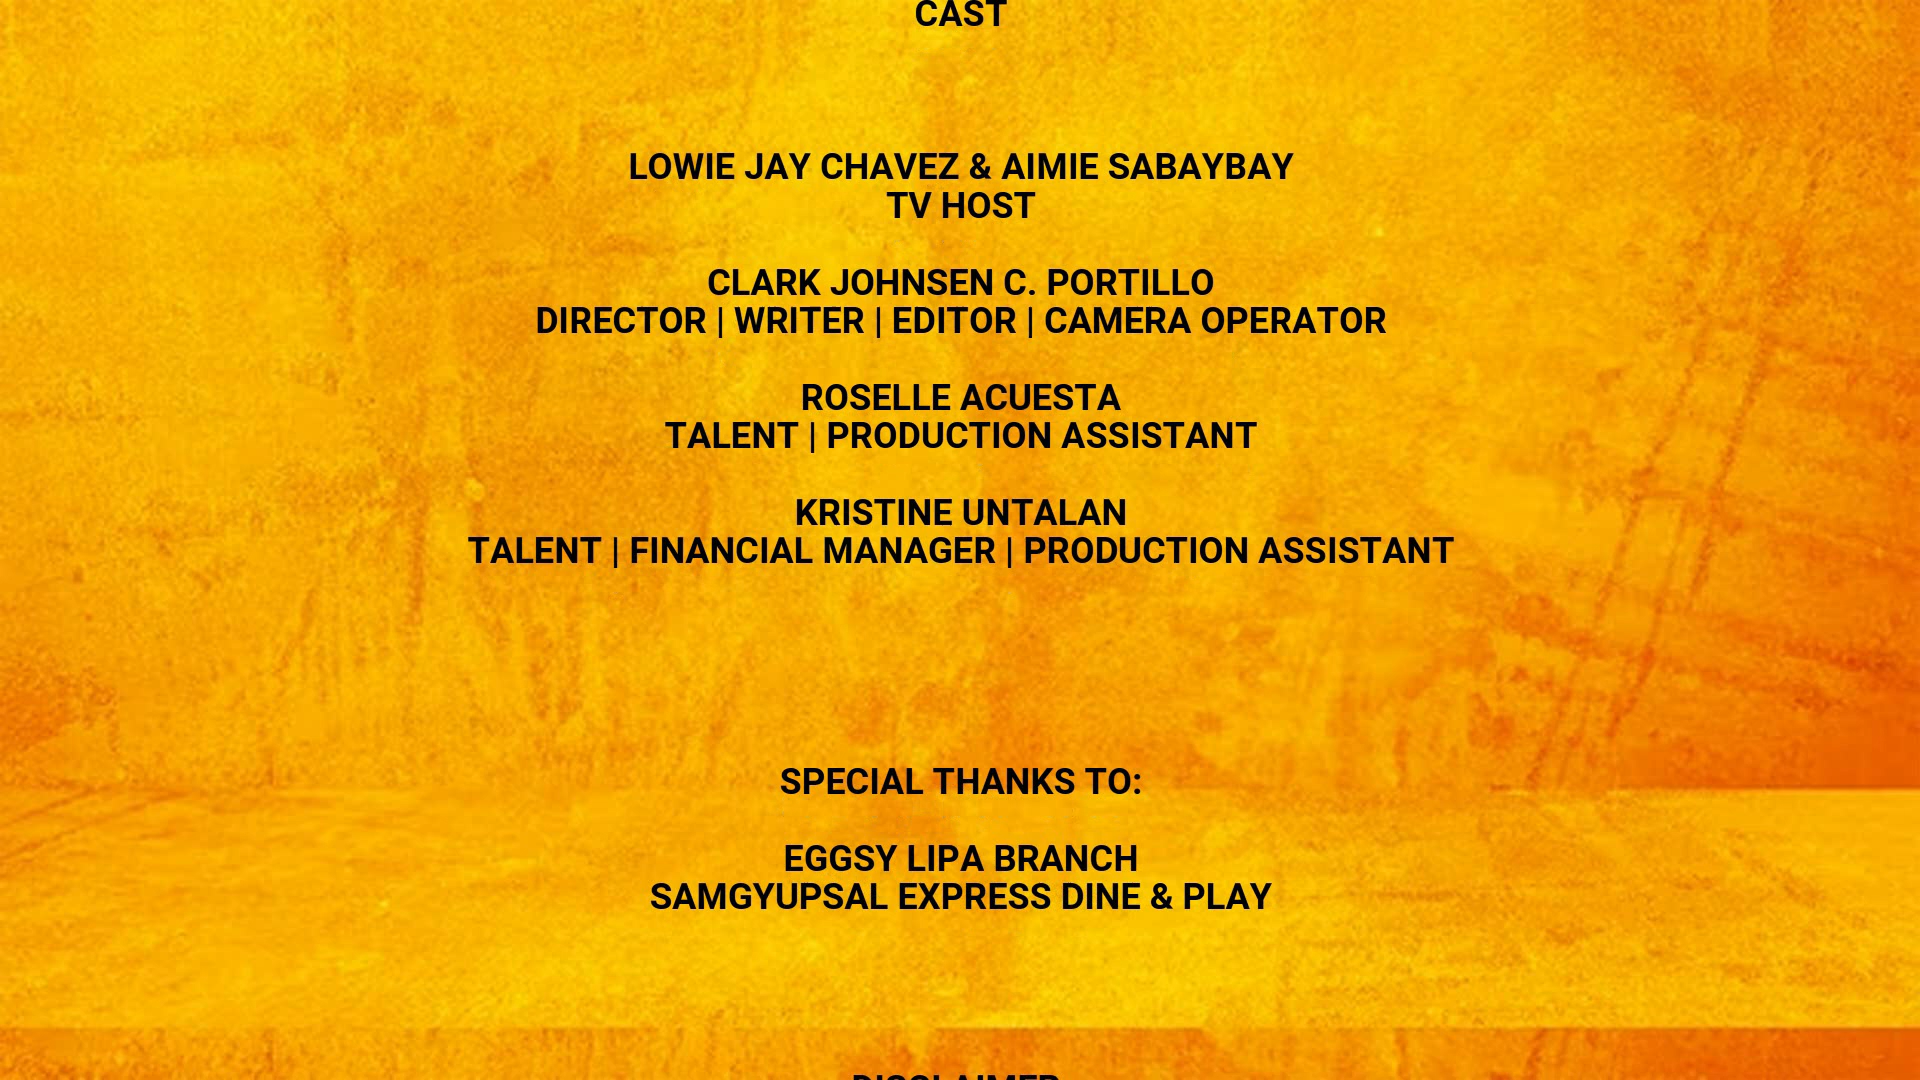 CAST
LOWIE JAY CHAVEZ & AIMIE SABAYBAY
TV HOST
CLARK JOHNSEN C. PORTILLO
DIRECTOR | WRITER | EDITOR | CAMERA OPERATOR
ROSELLE ACUESTA
TALENT | PRODUCTION ASSISTANT
KRISTINE UNTALAN
TALENT | FINANCIAL MANAGER | PRODUCTION ASSISTANT
SPECIAL THANKS TO:
EGGSY LIPA BRANCH
SAMGYUPSAL EXPRESS DINE & PLAY
DISCLAIMER